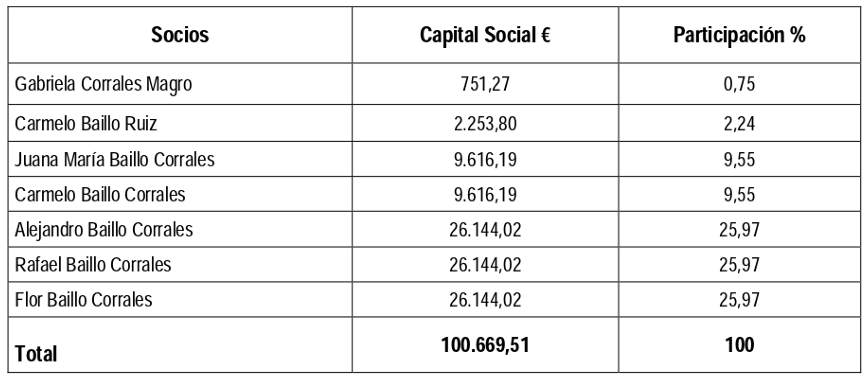 Socios Capital Social € Participación %
Gabriela Corrales Magro 751,27 0,75
Carmelo Baillo Ruiz 2.253,80 2,24
Juana María Baillo Corrales 9.616,19 9,55
Carmelo Baillo Corrales 9.616,19 9,55
Alejandro Baillo Corrales 26.144,02 25,97
Rafael Baillo Corrales 26.144,02 25,97
Flor Baillo Corrales 26.144,02 25,97
Total 100.669,51 100